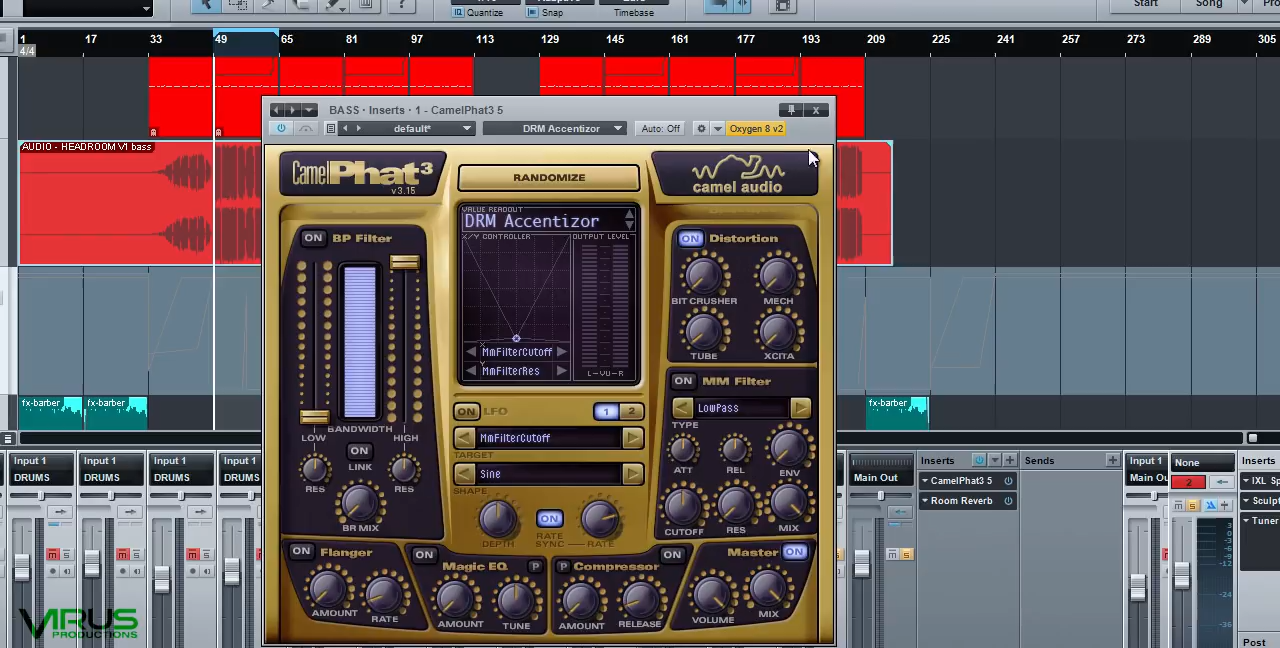 Start
Song
Quantize
Snap
Timebase
1 17 33 49 65 81 97 113 129 145 161 177 193 209 225 241 257 273 289 305
4/4
BASS · Inserts · 1 - CamelPhat3 5
default*
DRM Accentizor
Auto: Off
Oxygen 8 v2
AUDIO - HEADROOM V1 bass
CamelPhat3
v3.15
RANDOMIZE
camel audio
VALUE READOUT
DRM Accentizor
X/Y CONTROLLER
OUTPUT LEVEL
ON BP Filter
ON Distortion
BIT CRUSHER MECH
TUBE XCITA
MmFilterCutoff
MmFilterRes
L-VU-R
ON MM Filter
LowPass
TYPE
ATT REL ENV
CUTOFF RES MIX
ON LFO 1 2
MmFilterCutoff
TARGET
Sine
SHAPE
DEPTH
ON
RATE SYNC
RATE
LOW BANDWIDTH HIGH
ON
LINK
RES RES
BR MIX
ON Flanger
AMOUNT RATE
ON
Magic EQ P
AMOUNT TUNE
P Compressor ON
AMOUNT RELEASE
Master ON
VOLUME MIX
fx-barber fx-barber
fx-barber
Input 1 Input 1 Input 1 Input 1
DRUMS DRUMS DRUMS DRUMS
Main Out
Inserts
CamelPhat3 5
Room Reverb
Sends
Input 1
None
2
Inserts
IXL Sp
Sculpt
Tuner
Post
VIRUS
PRODUCTIONS